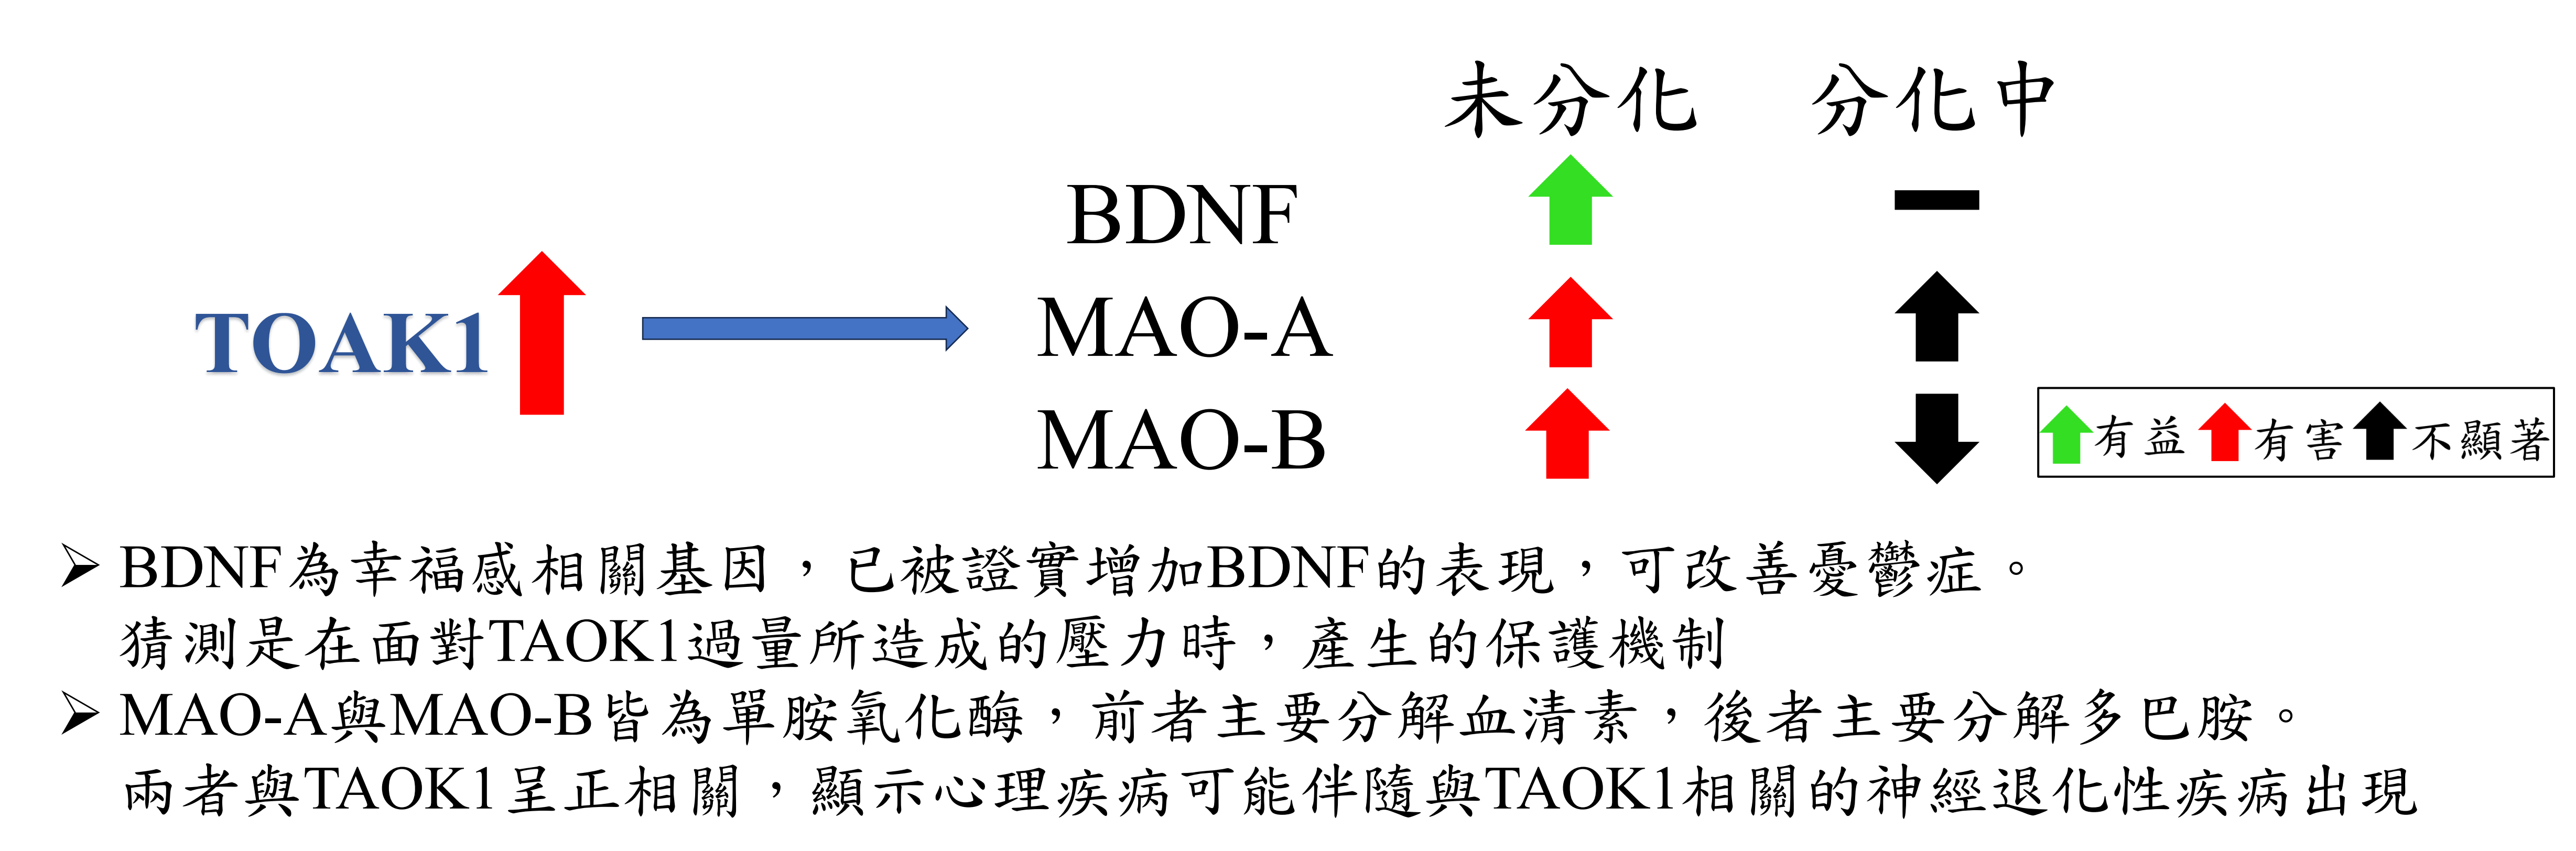 未分化 分化中
BDNF
TOAK1
MAO-A
MAO-B
有益 有害 不顯著
BDNF為幸福感相關基因，已被證實增加BDNF的表現，可改善憂鬱症。
猜測是在面對TAOK1過量所造成的壓力時，產生的保護機制
MAO-A與MAO-B皆為單胺氧化酶，前者主要分解血清素，後者主要分解多巴胺。
兩者與TAOK1呈正相關，顯示心理疾病可能伴隨與TAOK1相關的神經退化性疾病出現